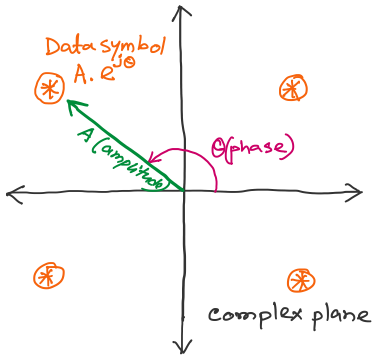 Data symbol
A. e^jθ
θ(phase)
A (amplitude)
complex plane